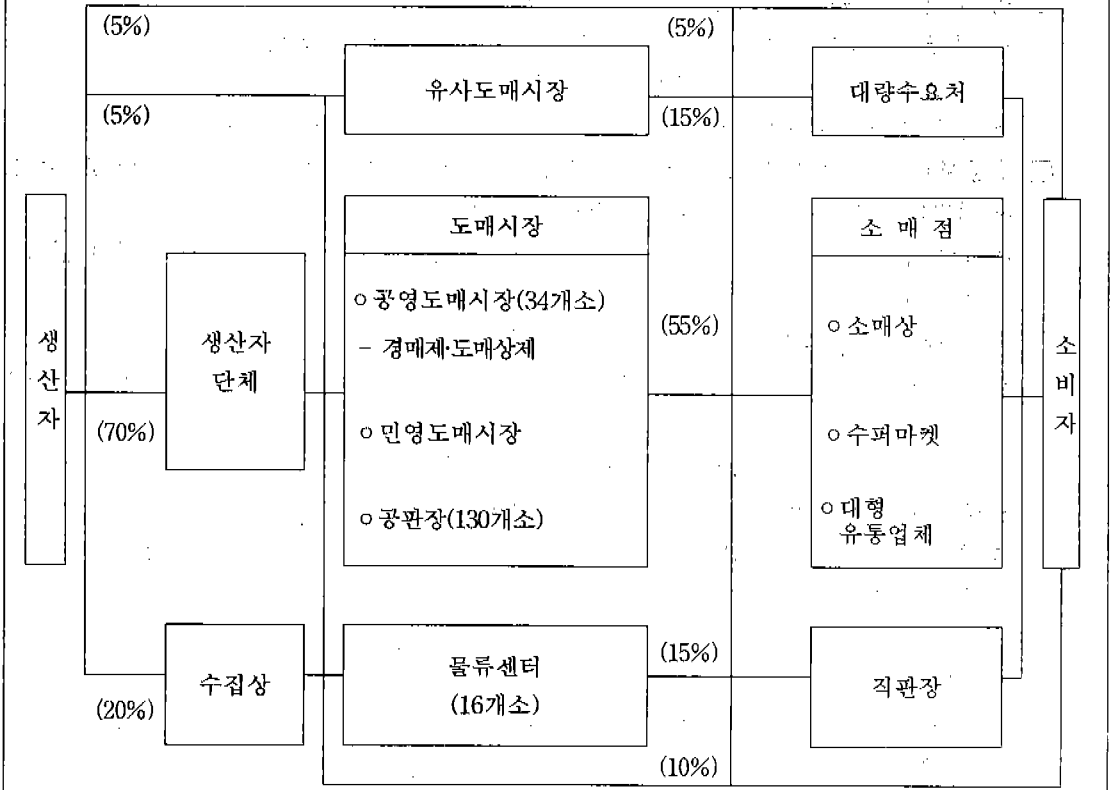 (5%)
(5%)
유사도매시장
대량수요처
(5%)
(15%)
도매시장
소 매 점
○ 공영도매시장(34개소)
생산자
생산자
단체
(55%)
○ 소매상
- 경매제·도매상제
소비자
(70%)
○ 민영도매시장
○ 수퍼마켓
○ 공판장(130개소)
○ 대형
유통업체
수집상
물류센터
(15%)
직판장
(20%)
(16개소)
(10%)